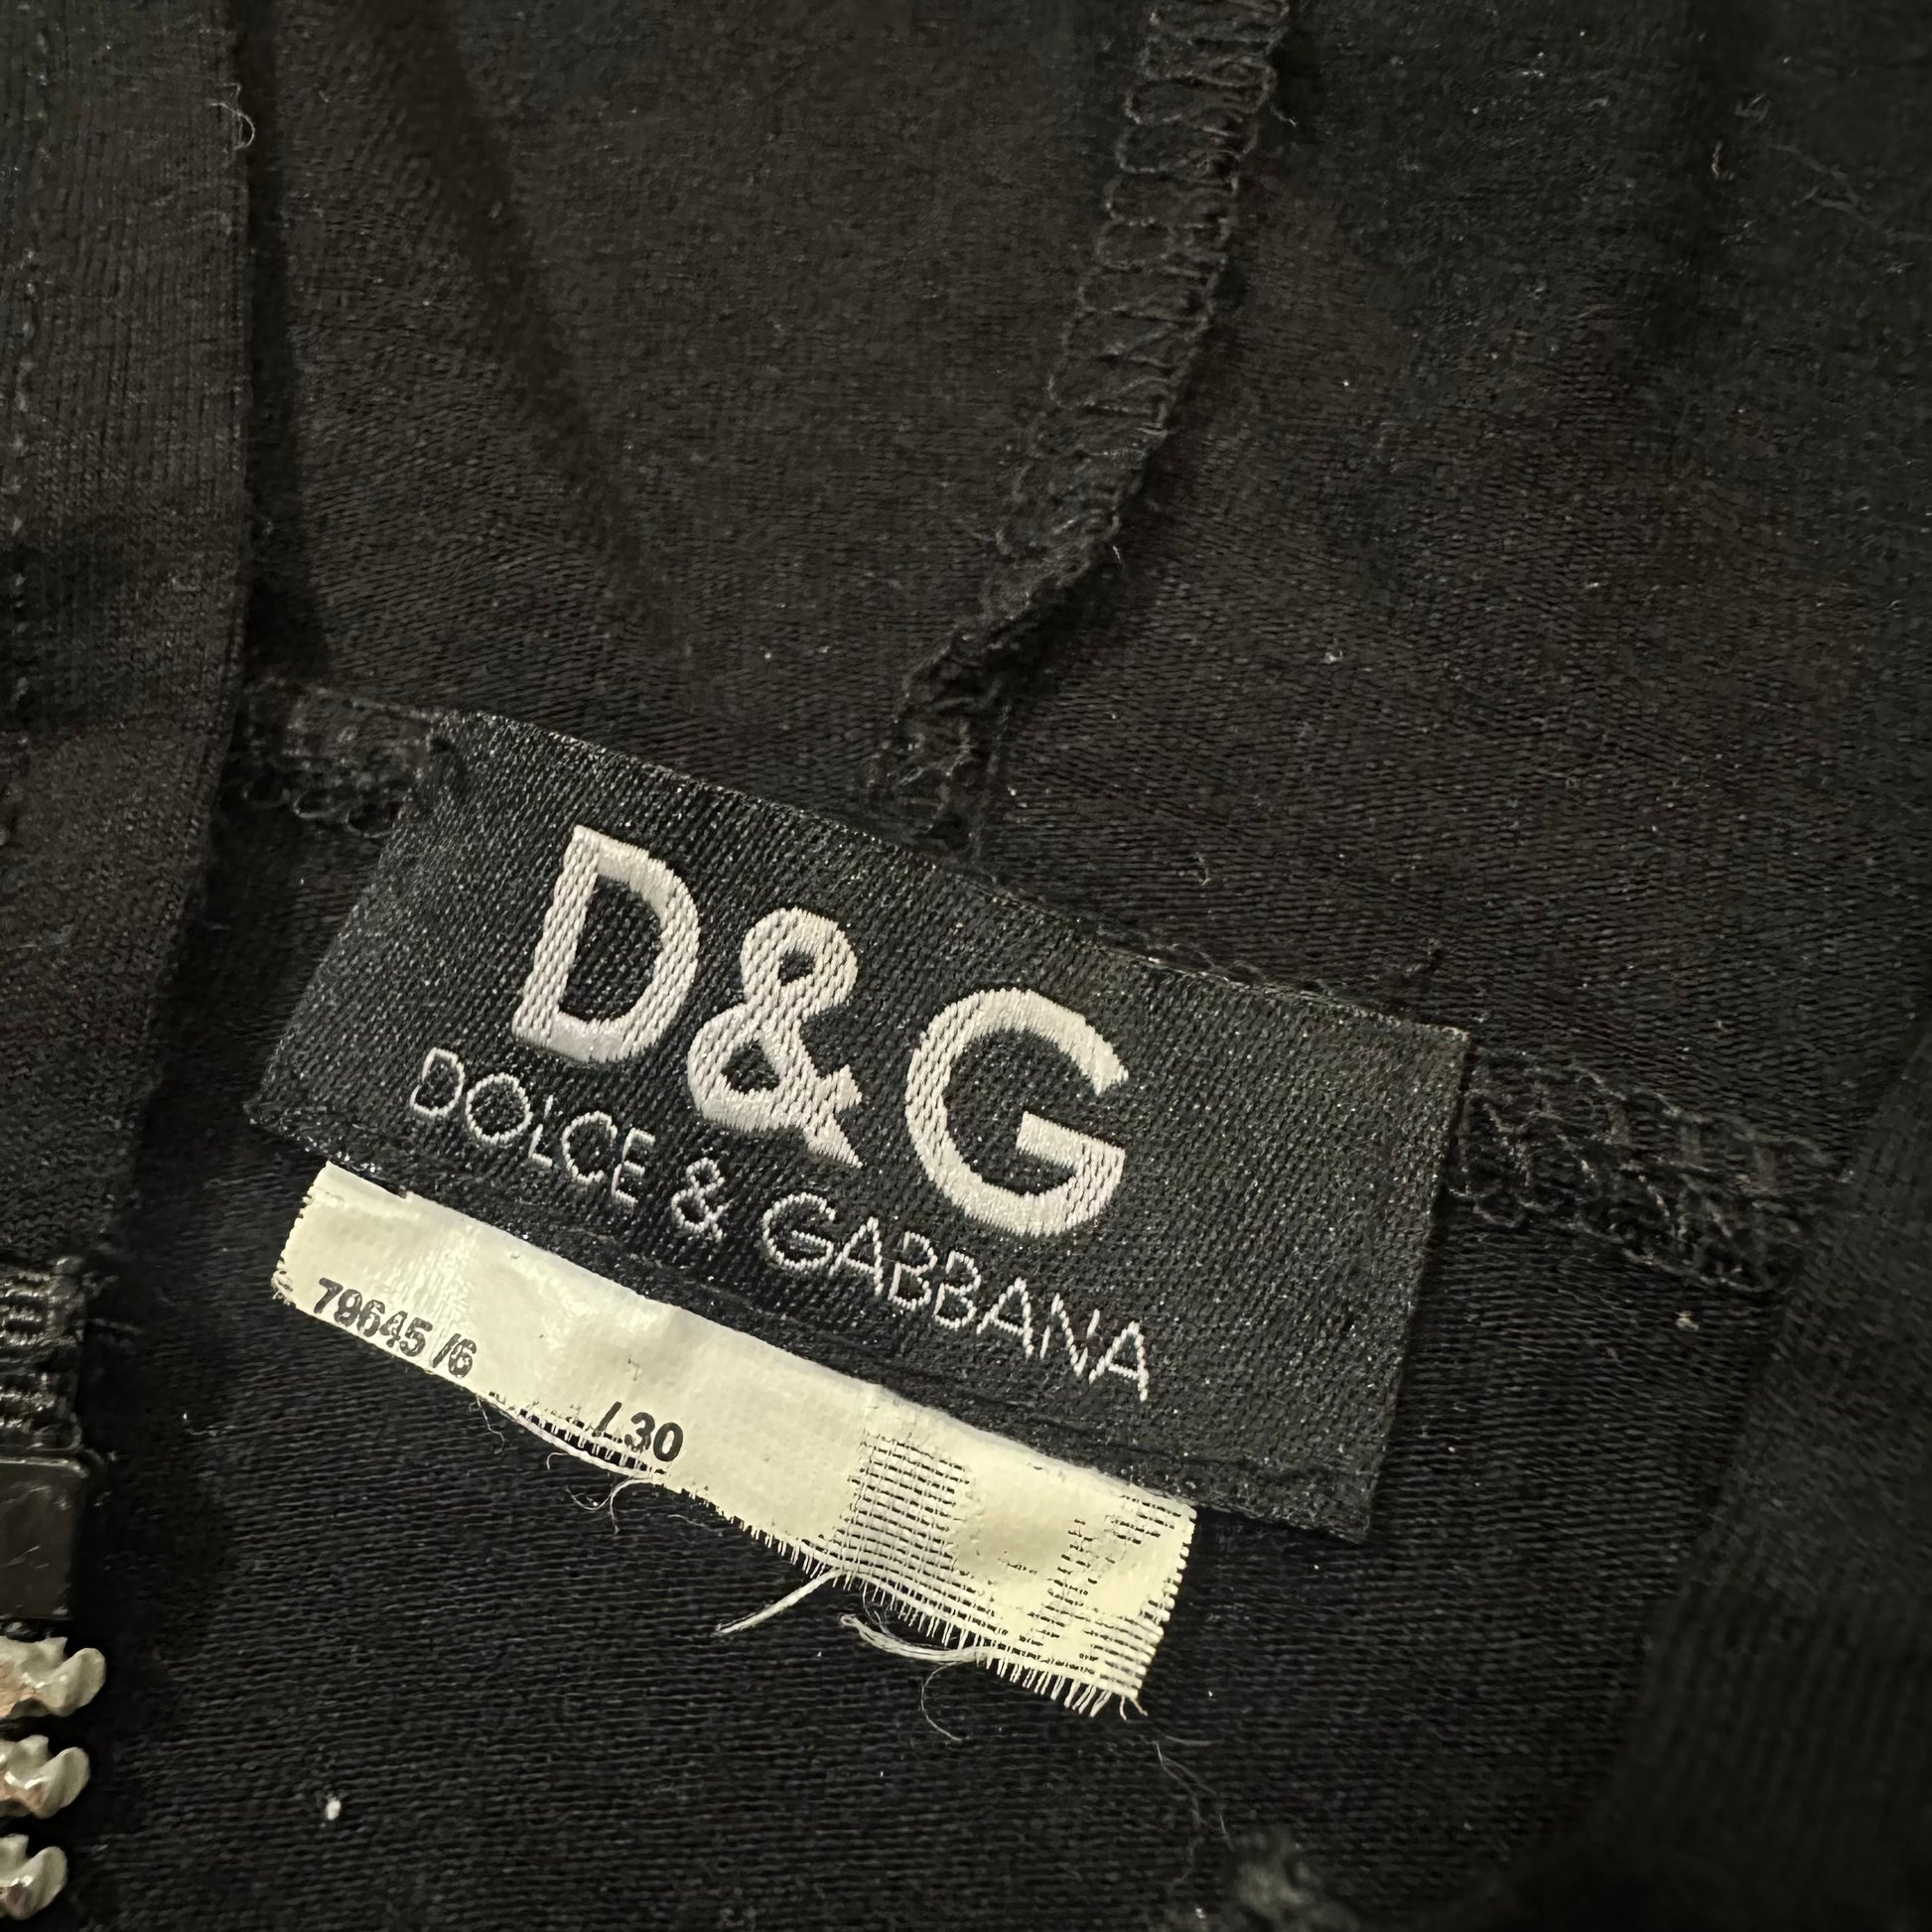 D&G
DOLCE & GABBANA
79645 /6
/.30